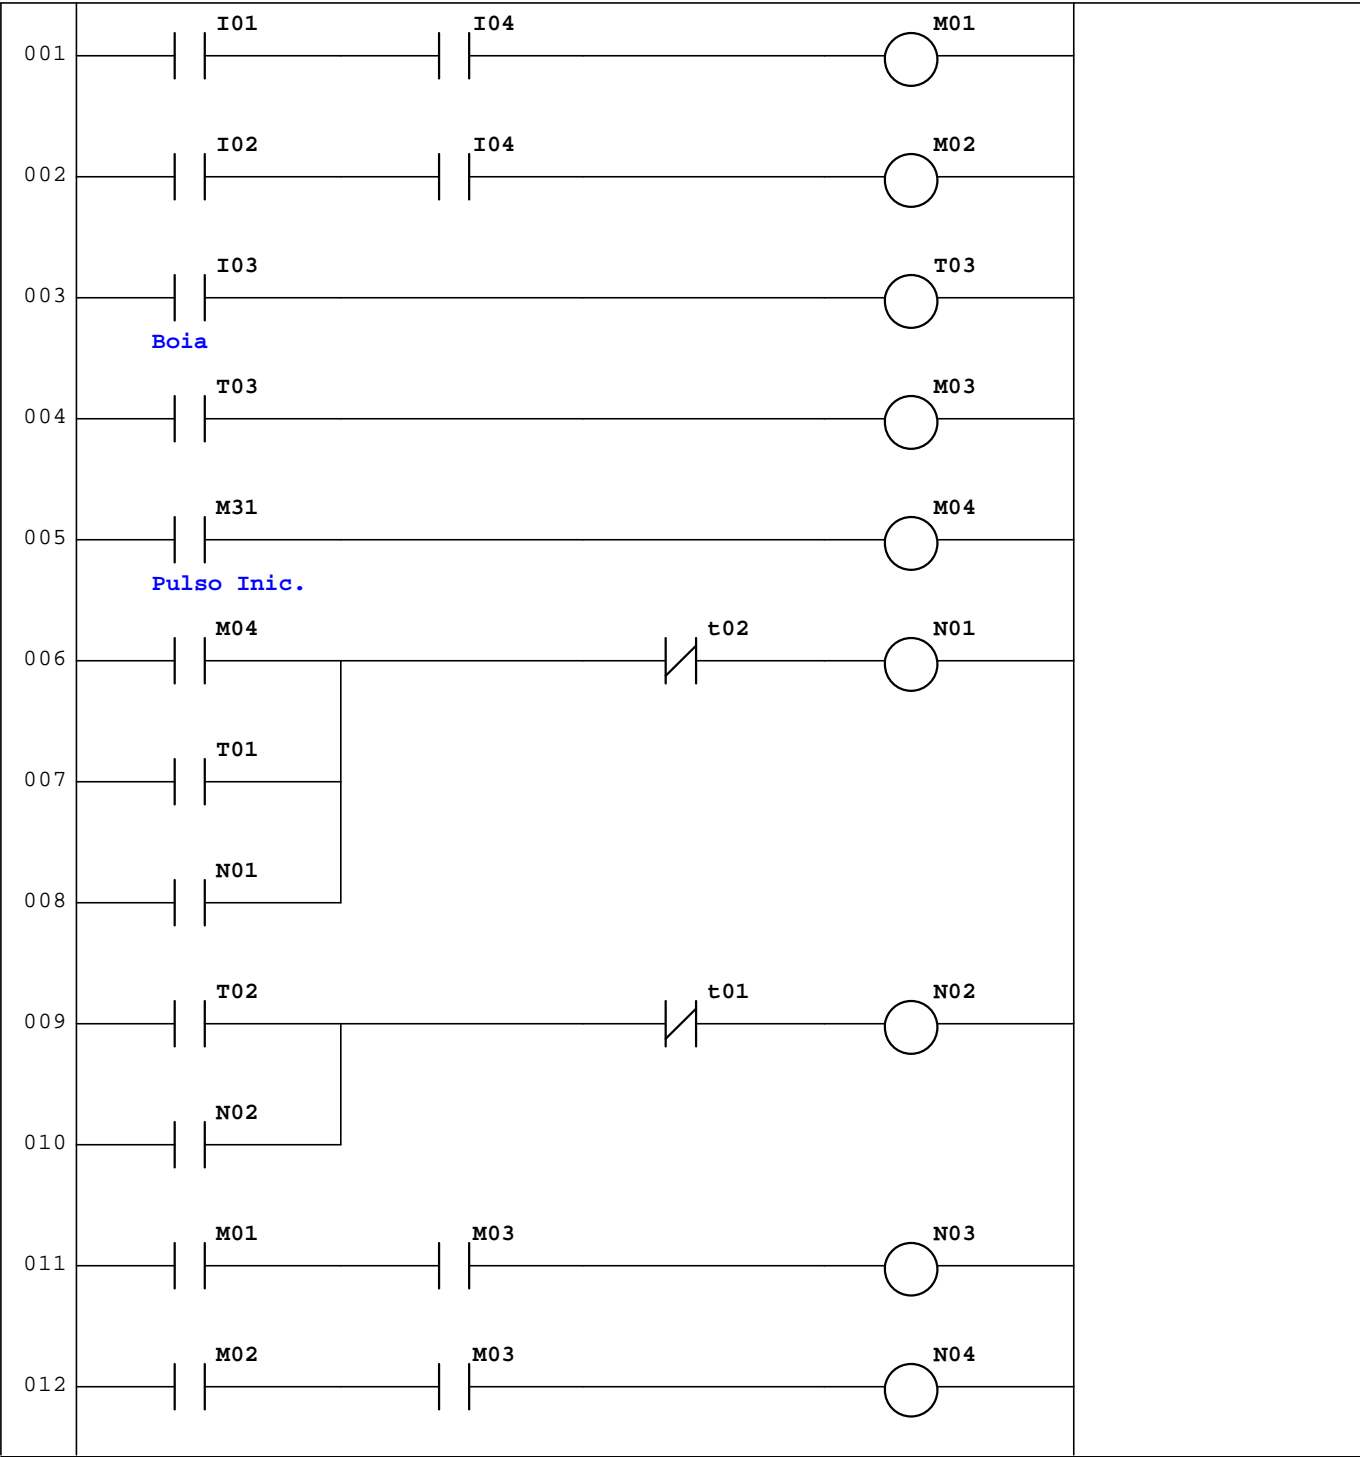 I01 I04 M01
001
I02 I04 M02
002
I03 T03
003
Boia
T03 M03
004
M31 M04
005
Pulso Inic.
M04 t02 N01
006
T01
007
N01
008
T02 t01 N02
009
N02
010
M01 M03 N03
011
M02 M03 N04
012